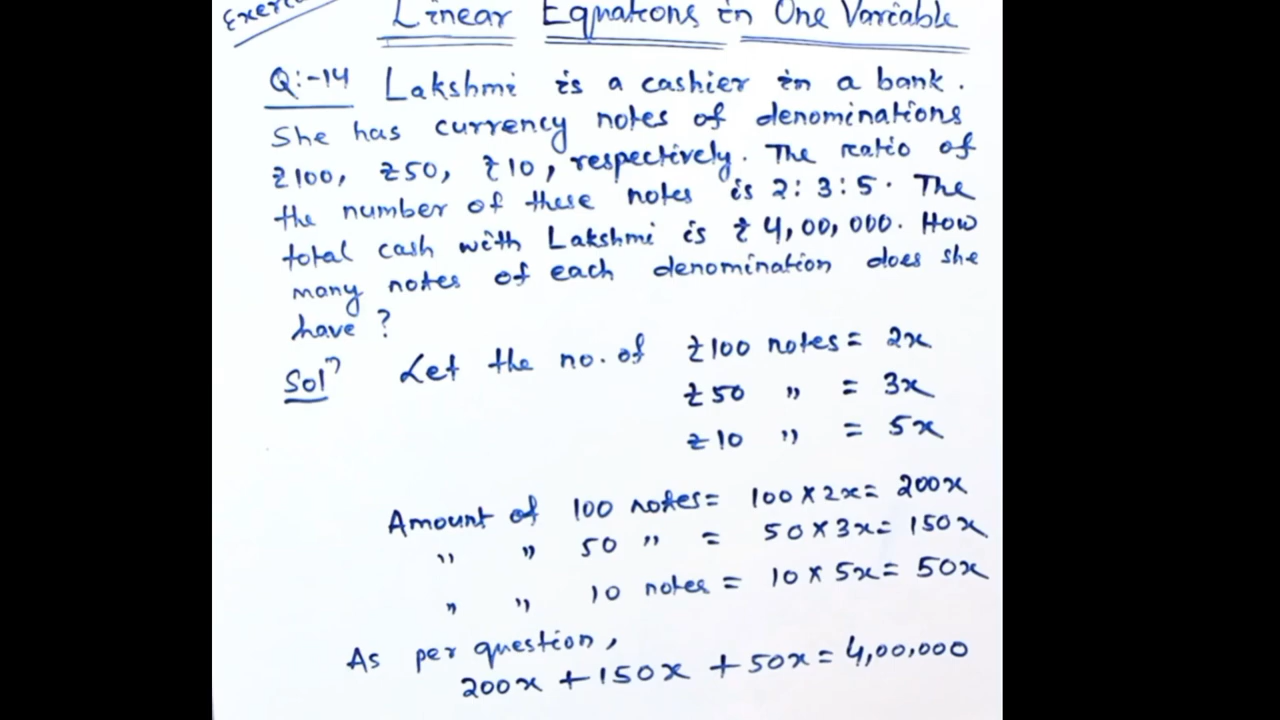 Linear Equations in One Variable
Q:-14 Lakshmi is a cashier in a bank.
She has currency notes of denominations
₹100, ₹50, ₹10, respectively. The ratio of
the number of these notes is 2:3:5. The
total cash with Lakshmi is ₹4,00,000. How
many notes of each denomination does she
have?
Solⁿ Let the no. of ₹100 notes = 2x
₹50 " = 3x
₹10 " = 5x
Amount of 100 notes = 100 × 2x = 200x
" " 50 " = 50 × 3x = 150x
" " 10 notes = 10 × 5x = 50x
As per question,
200x + 150x + 50x = 4,00,000